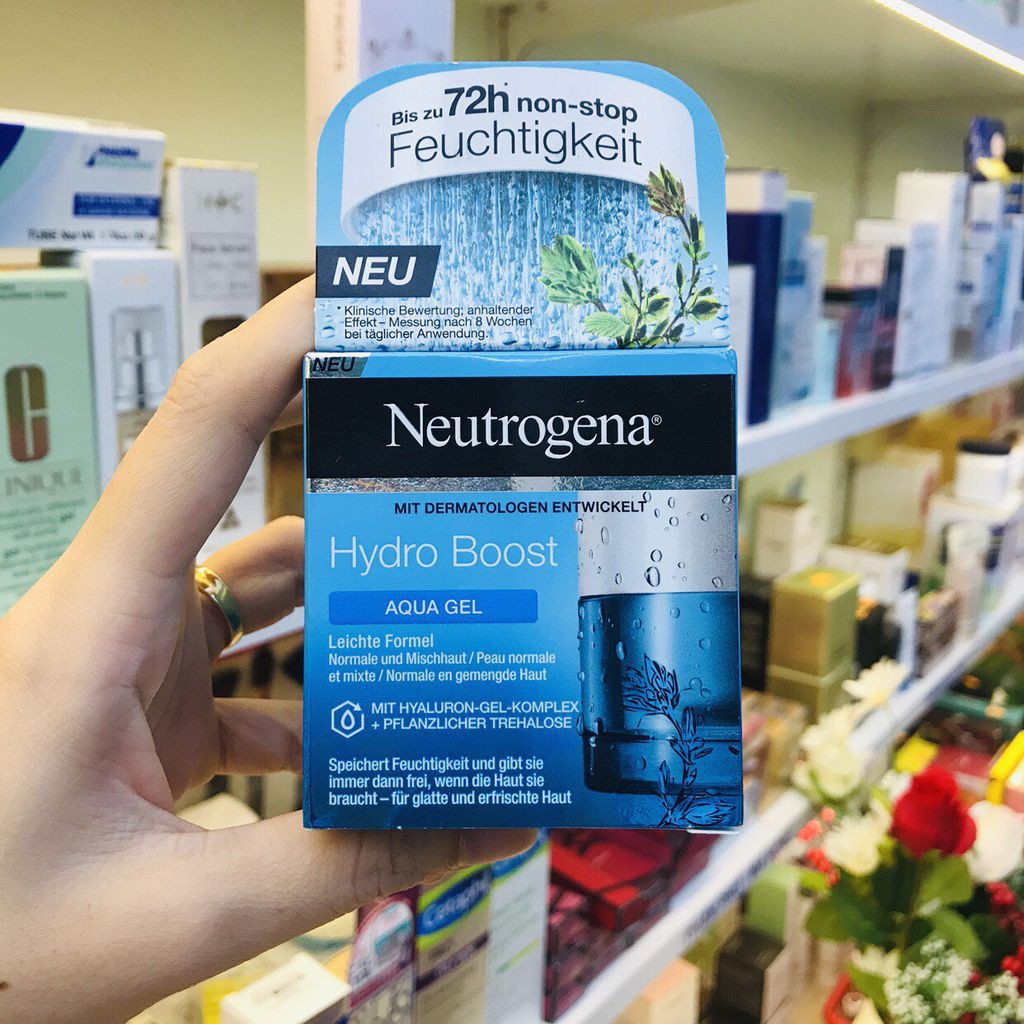 Bis zu 72h non-stop
Feuchtigkeit
NEU
* Klinische Bewertung; anhaltender
Effekt – Messung nach 8 Wochen
bei täglicher Anwendung.
NEU
Neutrogena®
MIT DERMATOLOGEN ENTWICKELT
Hydro Boost
AQUA GEL
Leichte Formel
Normale und Mischhaut / Peau normale
et mixte / Normale en gemengde Haut
MIT HYALURON-GEL-KOMPLEX
+ PFLANZLICHER TREHALOSE
Speichert Feuchtigkeit und gibt sie
immer dann frei, wenn die Haut sie
braucht – für glatte und erfrischte Haut
INIQUE
Cetaphil